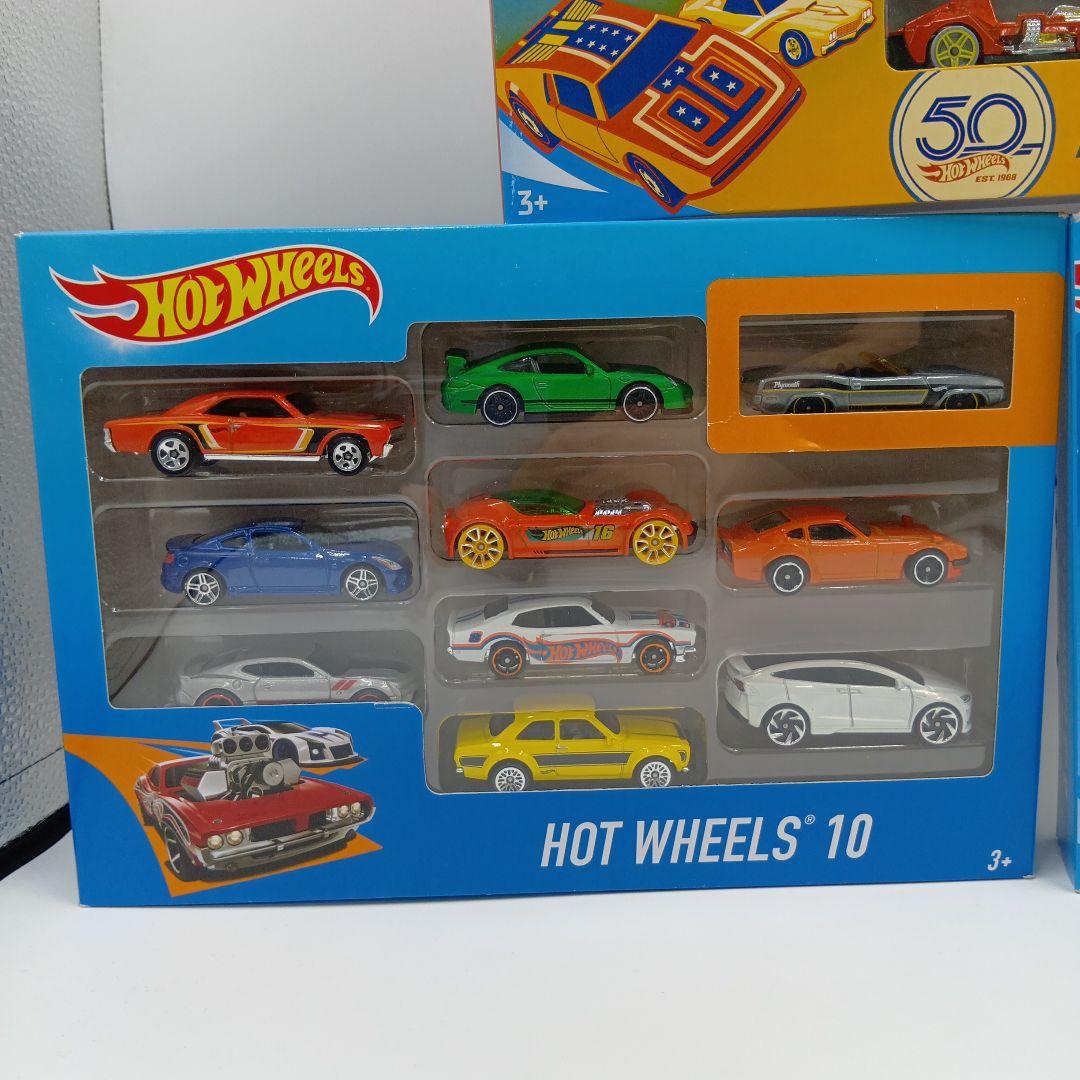 50
HOT WHEELS
EST. 1968
3+
HOT WHEELS
Plymouth
HOT WHEELS 16
HOT WHEELS
HOT WHEELS® 10
3+